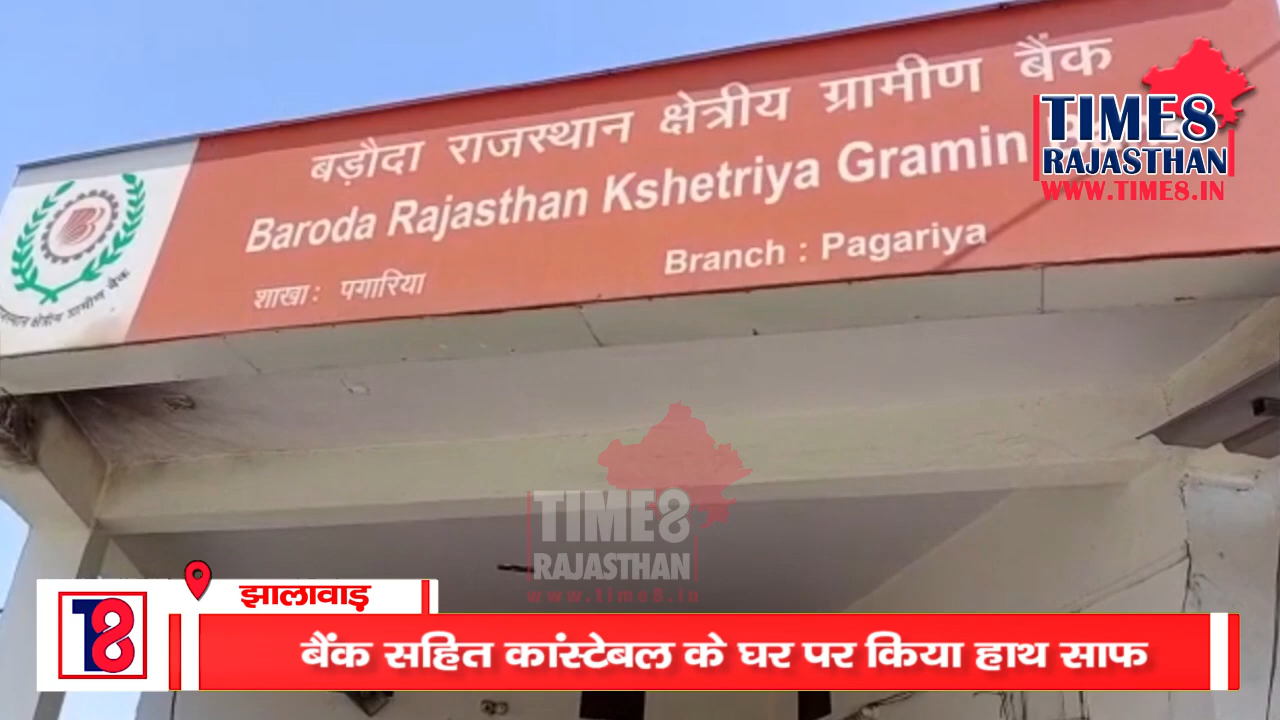 बड़ौदा राजस्थान क्षेत्रीय ग्रामीण बैंक
Baroda Rajasthan Kshetriya Gramin
शाखा : पगारिया
Branch : Pagariya
क्षेत्रीय ग्रामीण बैंक
TIME8
RAJASTHAN
WWW.TIME8.IN
TIME8
RAJASTHAN
www.time8.in
झालावाड़
T8
बैंक सहित कांस्टेबल के घर पर किया हाथ साफ